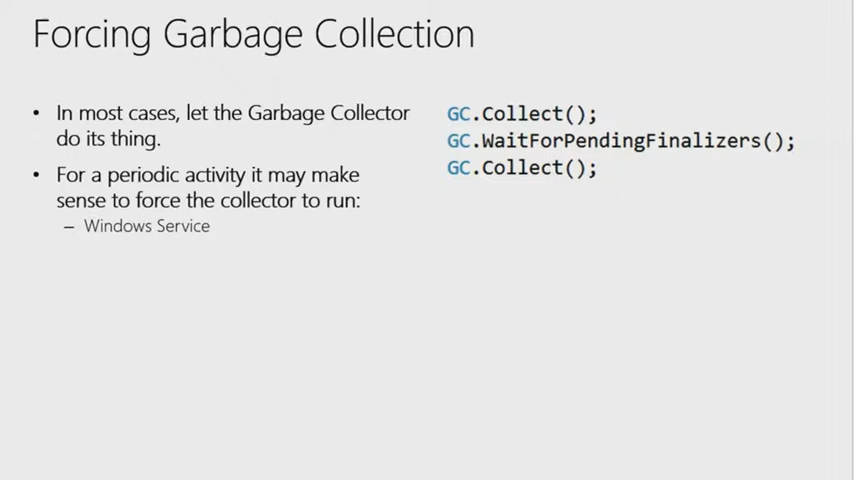 Forcing Garbage Collection
• In most cases, let the Garbage Collector
do its thing.
• For a periodic activity it may make
sense to force the collector to run:
– Windows Service
GC.Collect();
GC.WaitForPendingFinalizers();
GC.Collect();